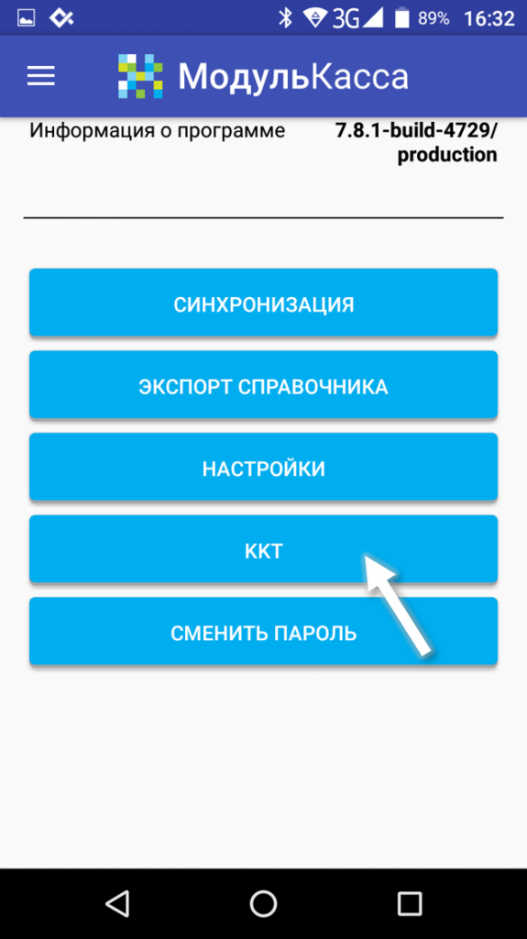 3G 89% 16:32
МодульКасса
Информация о программе 7.8.1-build-4729/
production
СИНХРОНИЗАЦИЯ
ЭКСПОРТ СПРАВОЧНИКА
НАСТРОЙКИ
ККТ
СМЕНИТЬ ПАРОЛЬ